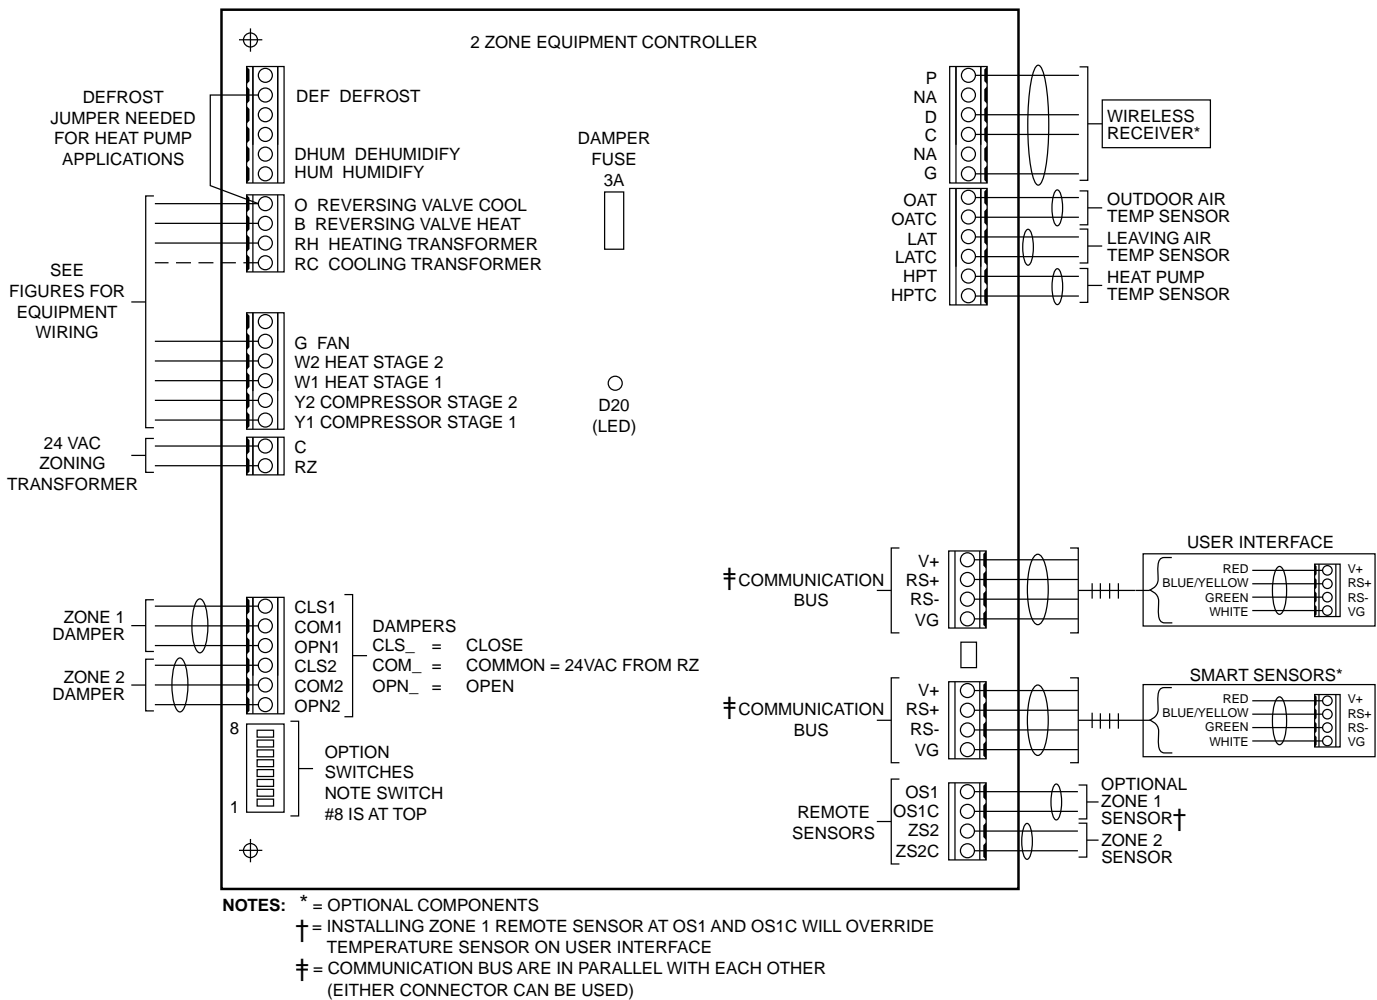 2 ZONE EQUIPMENT CONTROLLER
DEFROST
JUMPER NEEDED
FOR HEAT PUMP
APPLICATIONS
DEF DEFROST
DHUM DEHUMIDIFY
HUM HUMIDIFY
O REVERSING VALVE COOL
B REVERSING VALVE HEAT
RH HEATING TRANSFORMER
RC COOLING TRANSFORMER
SEE
FIGURES FOR
EQUIPMENT
WIRING
G FAN
W2 HEAT STAGE 2
W1 HEAT STAGE 1
Y2 COMPRESSOR STAGE 2
Y1 COMPRESSOR STAGE 1
24 VAC
ZONING
TRANSFORMER
C
RZ
DAMPER
FUSE
3A
D20
(LED)
P
NA
D
C
NA
G
WIRELESS
RECEIVER*
OAT
OATC
LAT
LATC
HPT
HPTC
OUTDOOR AIR
TEMP SENSOR
LEAVING AIR
TEMP SENSOR
HEAT PUMP
TEMP SENSOR
ZONE 1
DAMPER
ZONE 2
DAMPER
CLS1
COM1
OPN1
CLS2
COM2
OPN2
DAMPERS
CLS_ = CLOSE
COM_ = COMMON = 24VAC FROM RZ
OPN_ = OPEN
8
1
OPTION
SWITCHES
NOTE SWITCH
#8 IS AT TOP
‡COMMUNICATION
BUS
V+
RS+
RS-
VG
USER INTERFACE
RED
BLUE/YELLOW
GREEN
WHITE
V+
RS+
RS-
VG
‡COMMUNICATION
BUS
V+
RS+
RS-
VG
SMART SENSORS*
RED
BLUE/YELLOW
GREEN
WHITE
V+
RS+
RS-
VG
REMOTE
SENSORS
OS1
OS1C
ZS2
ZS2C
OPTIONAL
ZONE 1
SENSOR†
ZONE 2
SENSOR
NOTES: * = OPTIONAL COMPONENTS
† = INSTALLING ZONE 1 REMOTE SENSOR AT OS1 AND OS1C WILL OVERRIDE
TEMPERATURE SENSOR ON USER INTERFACE
‡ = COMMUNICATION BUS ARE IN PARALLEL WITH EACH OTHER
(EITHER CONNECTOR CAN BE USED)